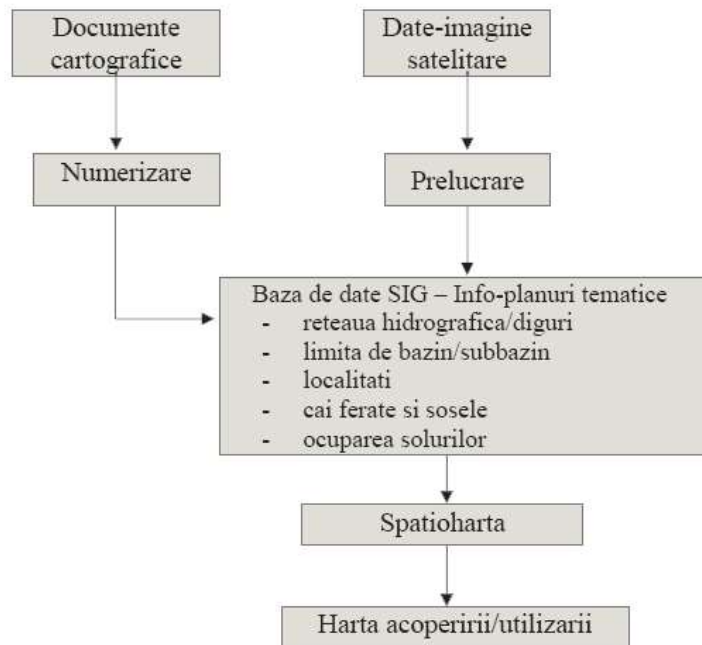 Documente
cartografice
Date-imagine
satelitare
Numerizare
Prelucrare
Baza de date SIG – Info-planuri tematice
- reteaua hidrografica/diguri
- limita de bazin/subbazin
- localitati
- cai ferate si sosele
- ocuparea solurilor
Spatioharta
Harta acoperirii/utilizarii